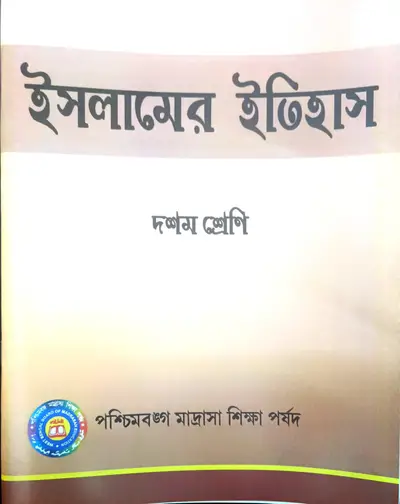 ইসলামের ইতিহাস
দশম শ্রেণি
পশ্চিমবঙ্গ মাদ্রাসা শিক্ষা পর্ষদ